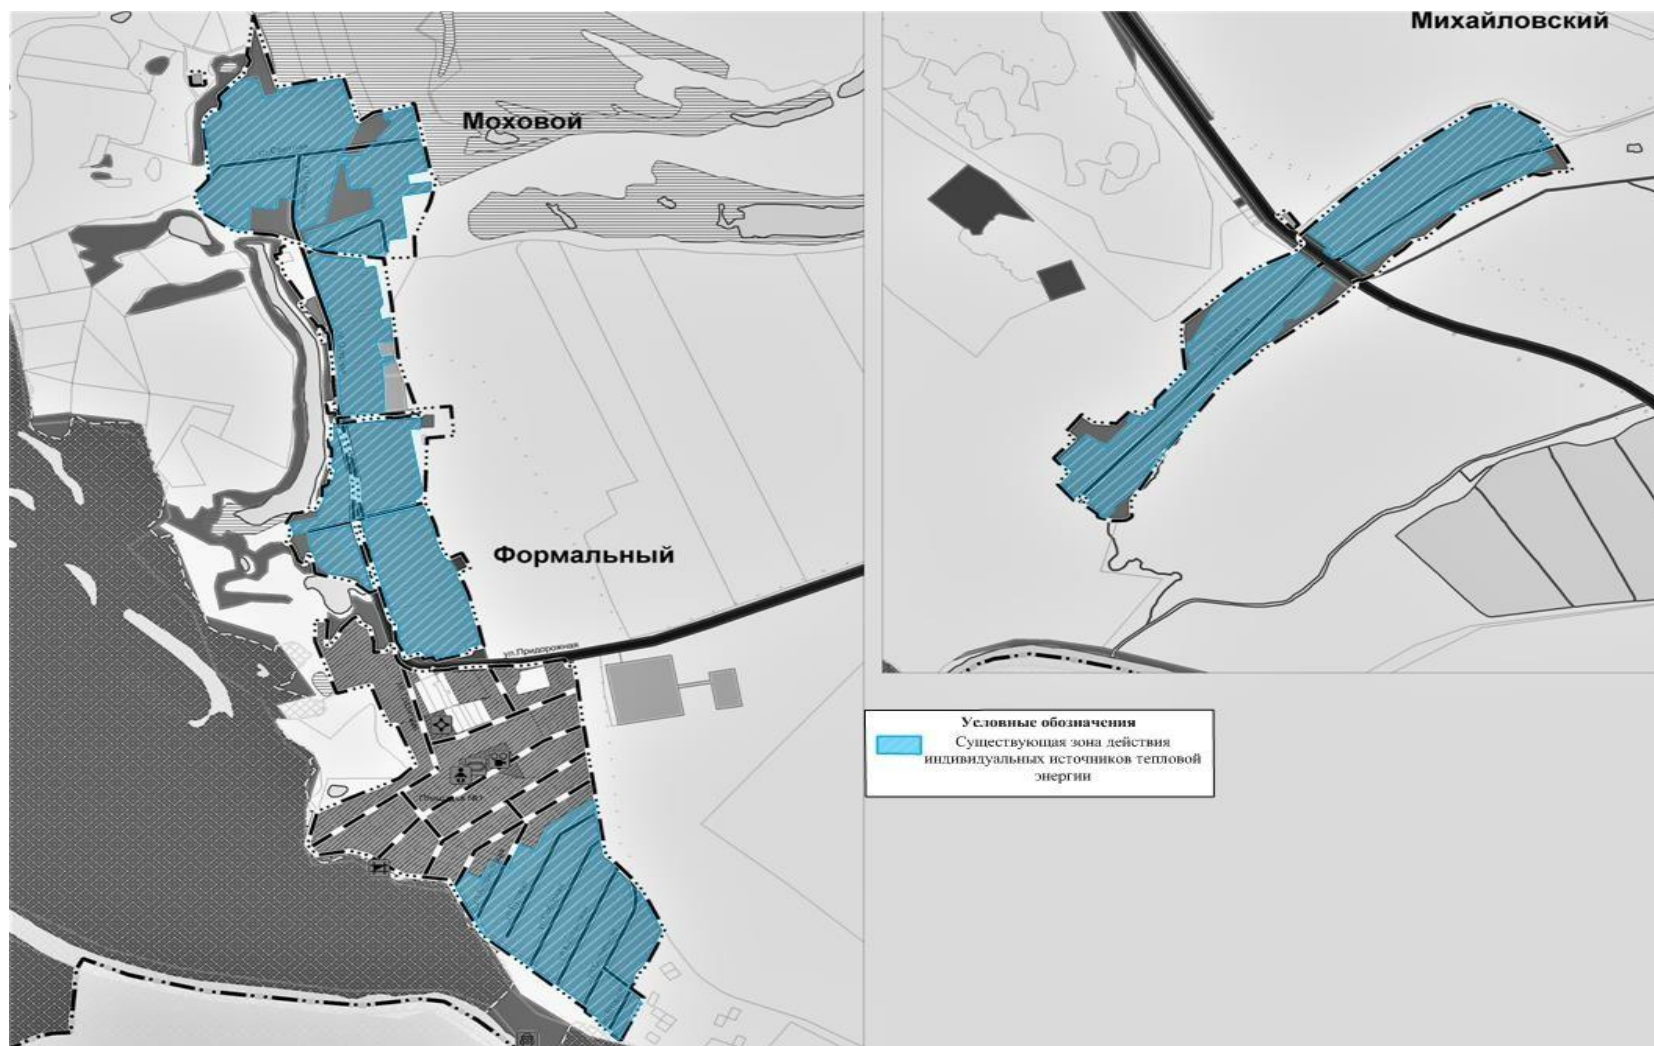 Михайловский
Моховой
Формальный
ул.Придорожная
Условные обозначения
Существующая зона действия
индивидуальных источников тепловой
энергии